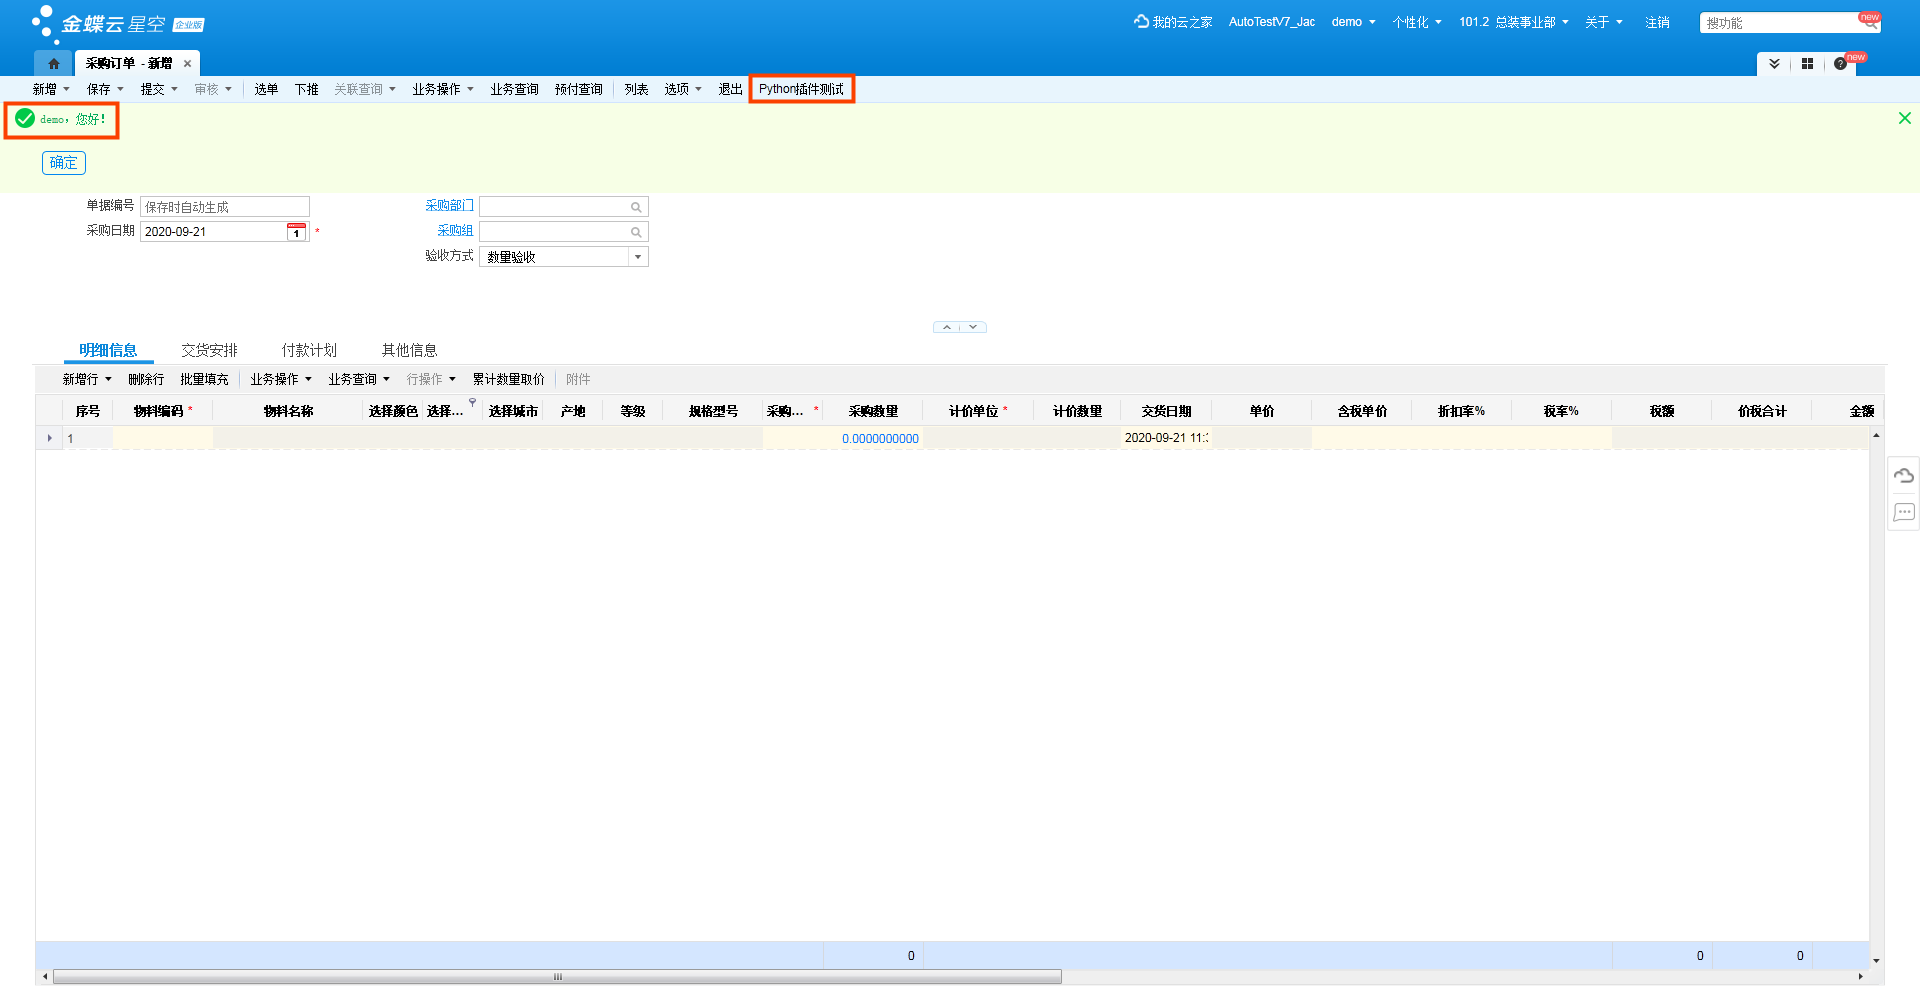 金蝶云 星空 企业版
我的云之家 AutoTestV7_Jac demo 个性化 101.2 总装事业部 关于 注销 搜功能 new
采购订单 - 新增 ×
? new
新增 保存 提交 审核 选单 下推 关联查询 业务操作 业务查询 预付查询 列表 选项 退出 Python插件测试
demo，您好！
确定
单据编号 保存时自动生成 采购部门
采购日期 2020-09-21 1 * 采购组
验收方式 数量验收
明细信息 交货安排 付款计划 其他信息
新增行 删除行 批量填充 业务操作 业务查询 行操作 累计数量取价 附件
序号 物料编码 * 物料名称 选择颜色 选择... 选择城市 产地 等级 规格型号 采购... * 采购数量 计价单位 * 计价数量 交货日期 单价 含税单价 折扣率% 税率% 税额 价税合计 金额
1 0.0000000000 2020-09-21 11:
0 0 0